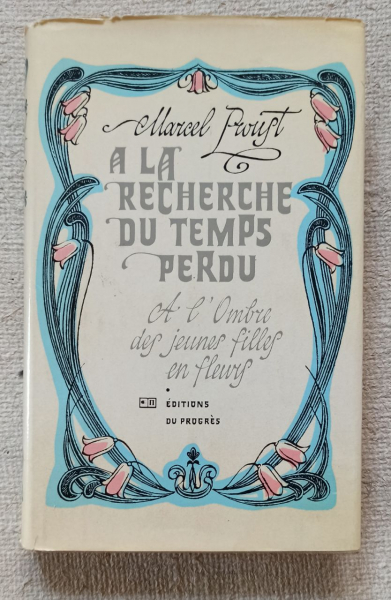 Marcel Proust
A LA
RECHERCHE
DU TEMPS
PERDU
A l'Ombre
des jeunes filles
en fleurs
ÉDITIONS
DU PROGRÈS